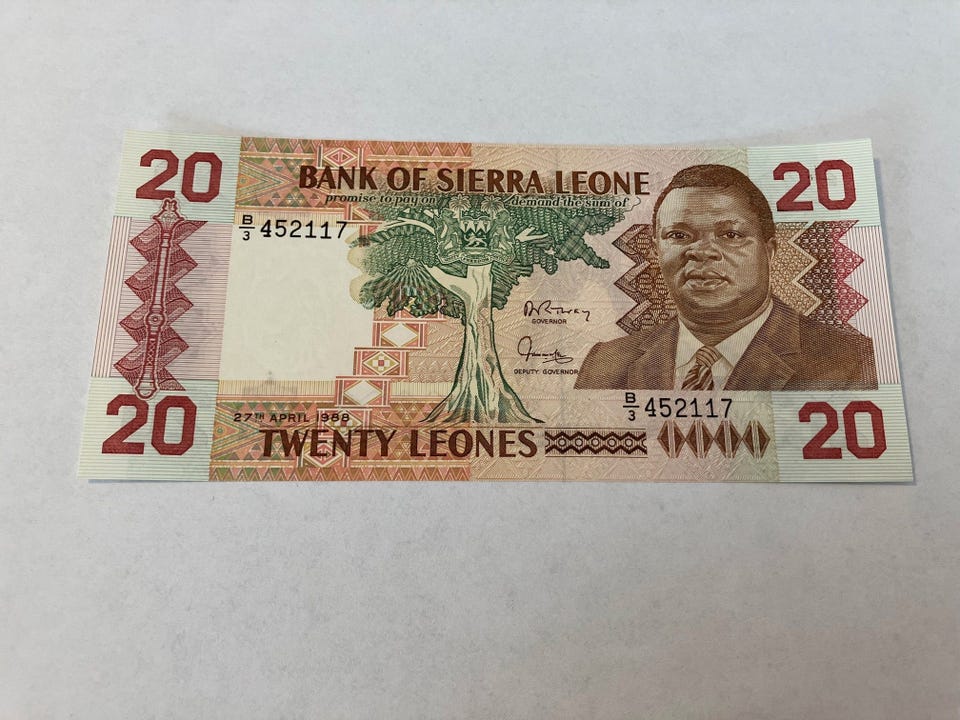 20
20
BANK OF SIERRA LEONE
promise to pay on demand the sum of
B/3 452117
GOVERNOR
DEPUTY GOVERNOR
B/3 452117
27TH APRIL 1988
TWENTY LEONES
20
20